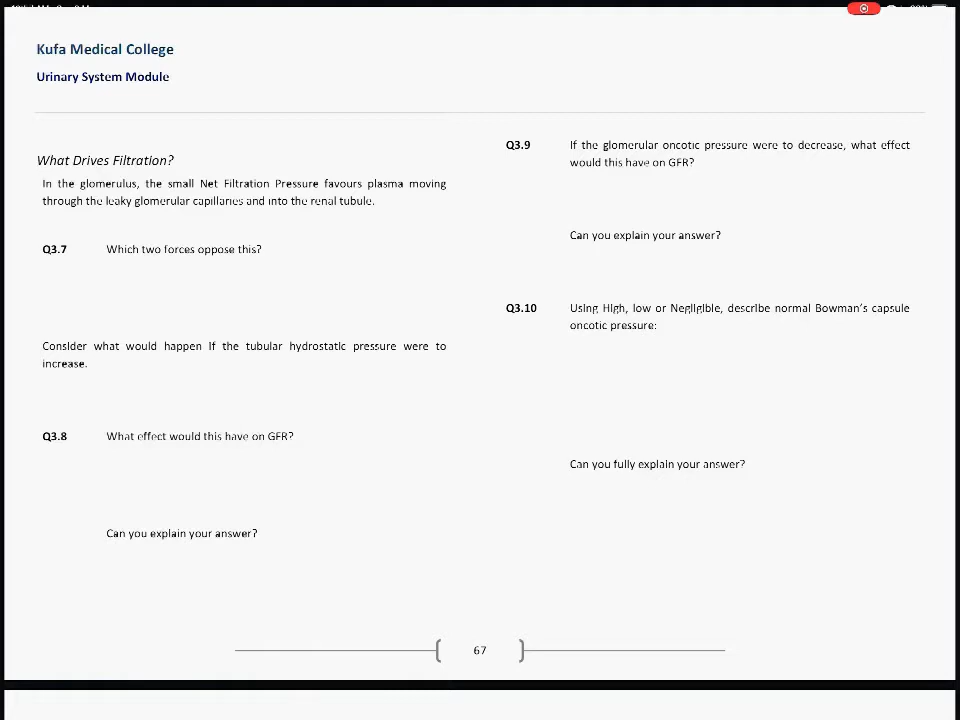 Kufa Medical College
Urinary System Module
What Drives Filtration?
In the glomerulus, the small Net Filtration Pressure favours plasma moving
through the leaky glomerular capillaries and into the renal tubule.
Q3.7 Which two forces oppose this?
Consider what would happen if the tubular hydrostatic pressure were to
increase.
Q3.8 What effect would this have on GFR?
Can you explain your answer?
Q3.9 If the glomerular oncotic pressure were to decrease, what effect
would this have on GFR?
Can you explain your answer?
Q3.10 Using High, low or Negligible, describe normal Bowman's capsule
oncotic pressure:
Can you fully explain your answer?
67